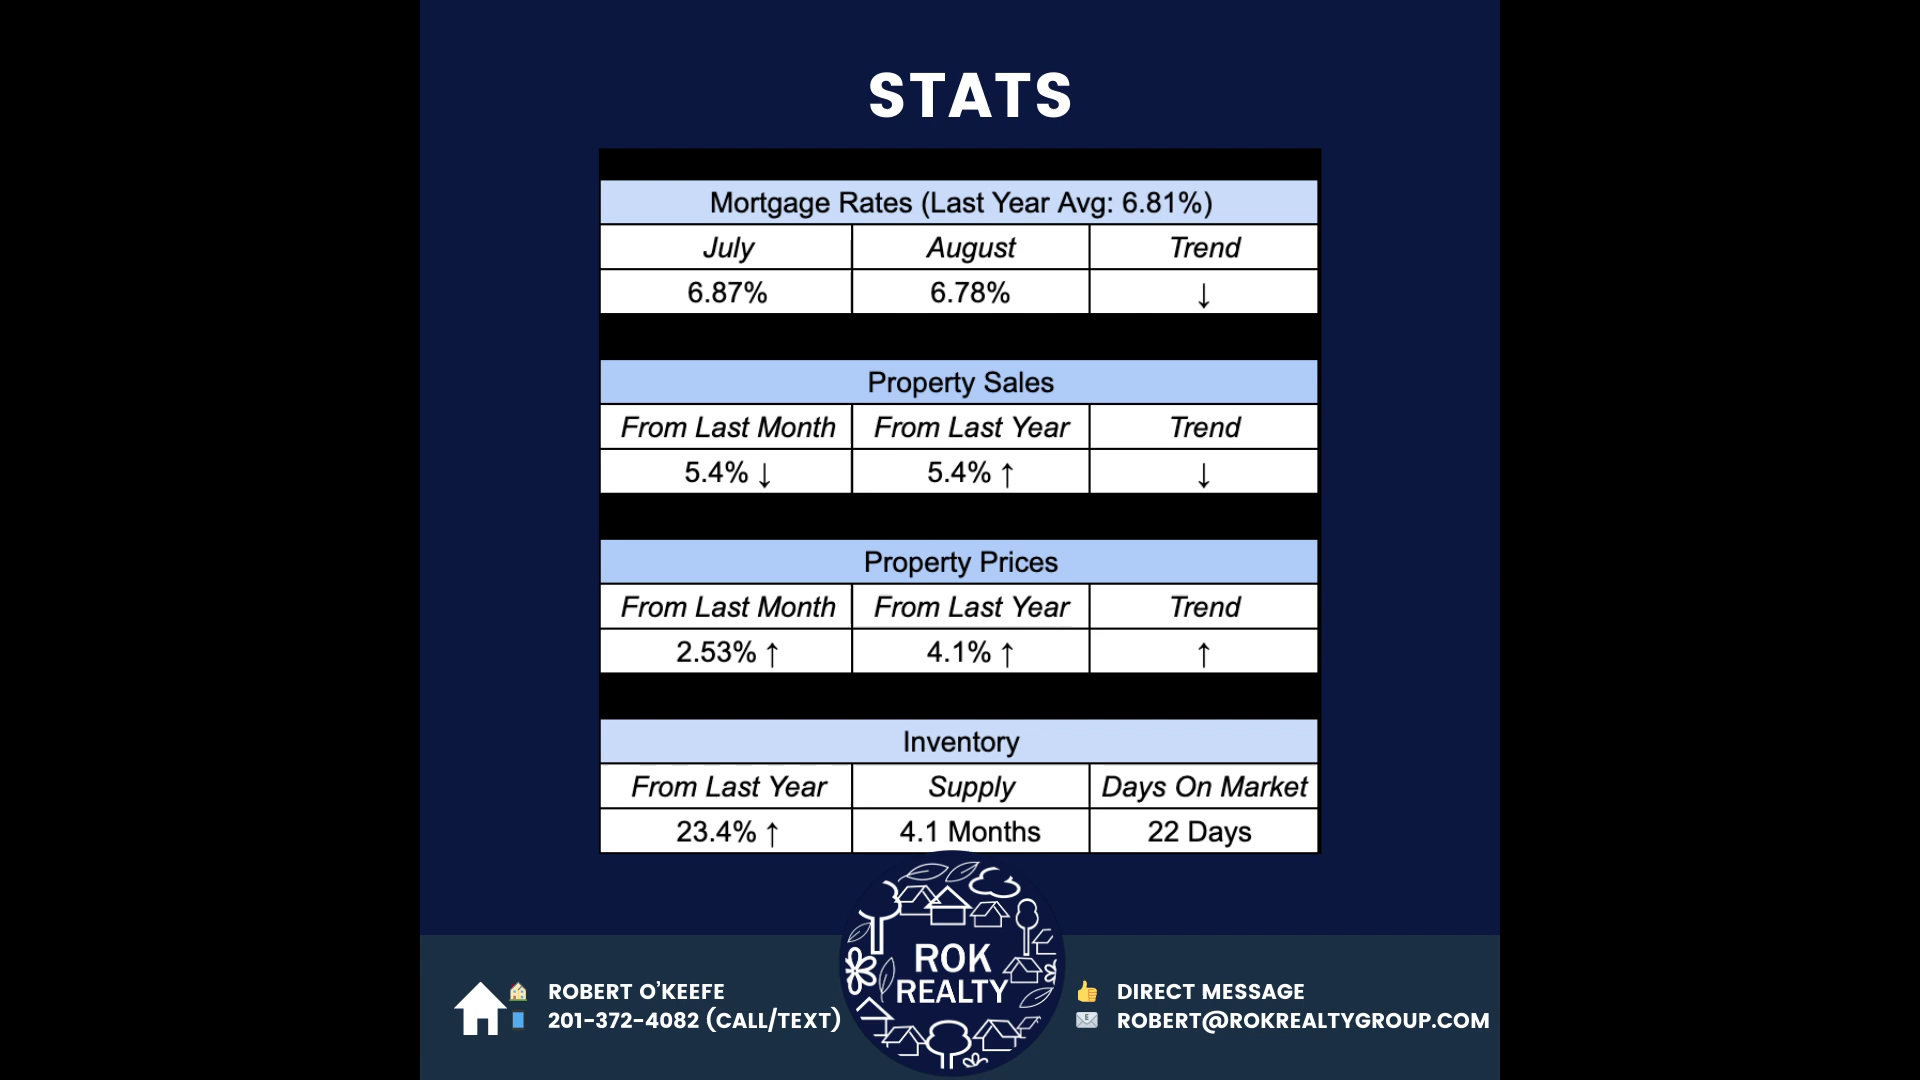 STATS
Mortgage Rates (Last Year Avg: 6.81%)
July August Trend
6.87% 6.78% ↓
Property Sales
From Last Month From Last Year Trend
5.4% ↓ 5.4% ↑ ↓
Property Prices
From Last Month From Last Year Trend
2.53% ↑ 4.1% ↑ ↑
Inventory
From Last Year Supply Days On Market
23.4% ↑ 4.1 Months 22 Days
ROK
REALTY
ROBERT O'KEEFE
201-372-4082 (CALL/TEXT)
DIRECT MESSAGE
ROBERT@ROKREALTYGROUP.COM